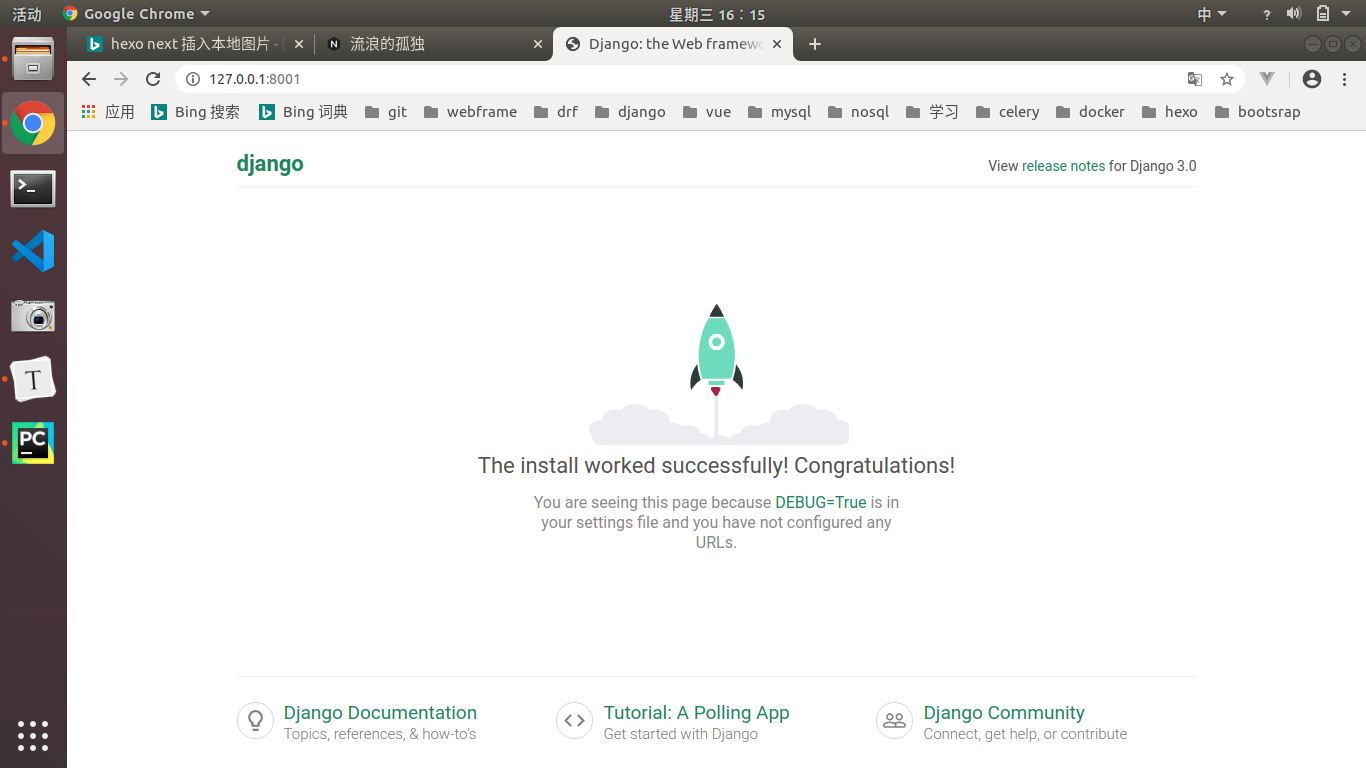 活动 Google Chrome 星期三 16:15 中 ?
hexo next 插入本地图片 - 流浪的孤独 Django: the Web framewo
127.0.0.1:8001
应用 Bing 搜索 Bing 词典 git webframe drf django vue mysql nosql 学习 celery docker hexo bootsrap
django View release notes for Django 3.0
The install worked successfully! Congratulations!
You are seeing this page because DEBUG=True is in
your settings file and you have not configured any
URLs.
Django Documentation Tutorial: A Polling App Django Community
Topics, references, & how-to's Get started with Django Connect, get help, or contribute
T
PC